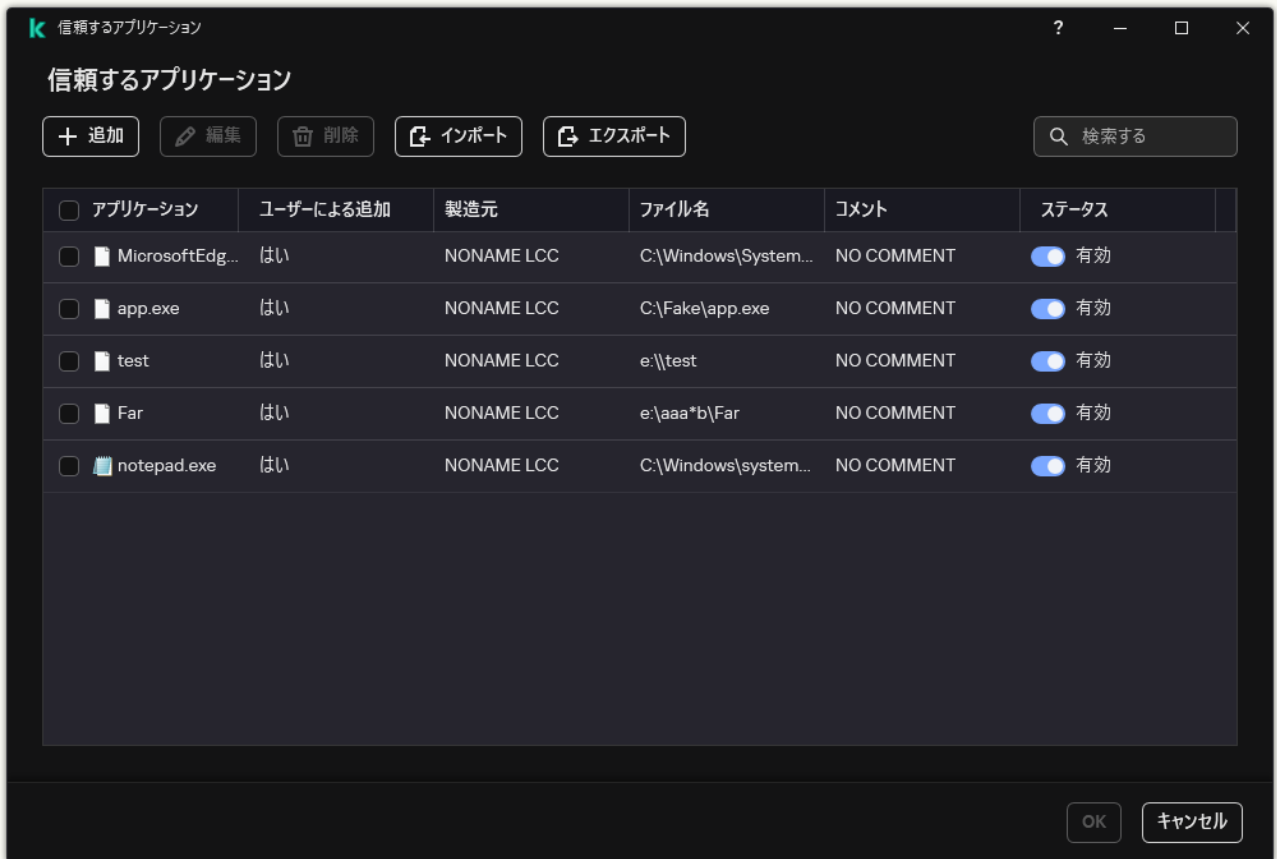 信頼するアプリケーション ?
信頼するアプリケーション
追加 編集 削除 インポート エクスポート 検索する
アプリケーション ユーザーによる追加 製造元 ファイル名 コメント ステータス
MicrosoftEdg... はい NONAME LCC C:\Windows\System... NO COMMENT 有効
app.exe はい NONAME LCC C:\Fake\app.exe NO COMMENT 有効
test はい NONAME LCC e:\\test NO COMMENT 有効
Far はい NONAME LCC e:\aaa*b\Far NO COMMENT 有効
notepad.exe はい NONAME LCC C:\Windows\system... NO COMMENT 有効
OK キャンセル